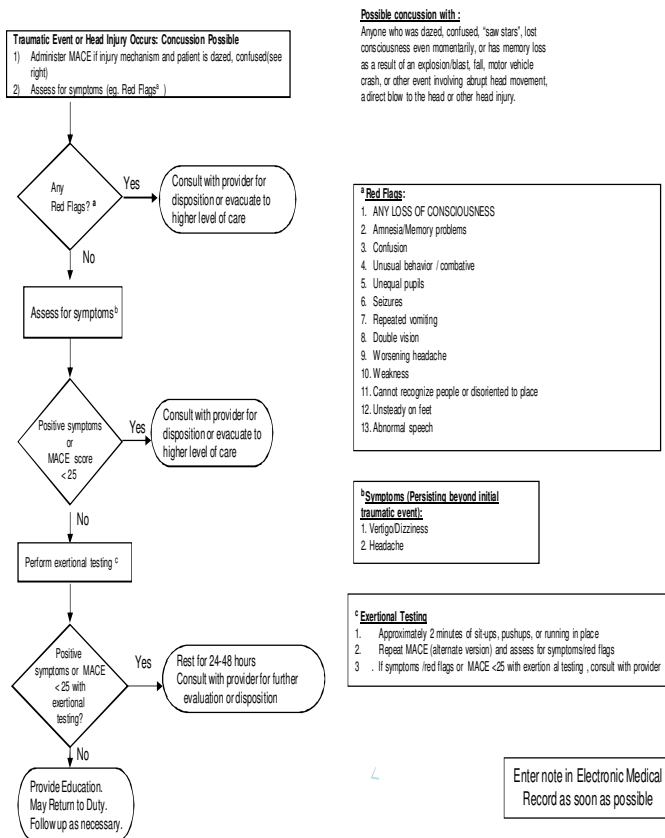 Traumatic Event or Head Injury Occurs: Concussion Possible
1) Administer MACE if injury mechanism and patient is dazed, confused(see
right)
2) Assess for symptoms (eg. Red Flagsa )
Any
Red Flags? a
Yes
Consult with provider for
disposition or evacuate to
higher level of care
No
Assess for symptomsb
Positive symptoms
or
MACE score
< 25
Yes
Consult with provider for
disposition or evacuate to
higher level of care
No
Perform exertional testing c
Positive
symptoms or MACE
< 25 with
exertional
testing?
Yes
Rest for 24-48 hours
Consult with provider for further
evaluation or disposition
No
Provide Education.
May Return to Duty.
Follow up as necessary.
Possible concussion with :
Anyone who was dazed, confused, “saw stars”, lost
consciousness even momentarily, or has memory loss
as a result of an explosion/blast, fall, motor vehicle
crash, or other event involving abrupt head movement,
a direct blow to the head or other head injury.
a Red Flags:
1. ANY LOSS OF CONSCIOUSNESS
2. Amnesia/Memory problems
3. Confusion
4. Unusual behavior / combative
5. Unequal pupils
6. Seizures
7. Repeated vomiting
8. Double vision
9. Worsening headache
10. Weakness
11. Cannot recognize people or disoriented to place
12. Unsteady on feet
13. Abnormal speech
b Symptoms (Persisting beyond initial
traumatic event):
1. Vertigo/Dizziness
2. Headache
c Exertional Testing
1. Approximately 2 minutes of sit-ups, pushups, or running in place
2. Repeat MACE (alternate version) and assess for symptoms/red flags
3 . If symptoms /red flags or MACE <25 with exertion al testing , consult with provider
Enter note in Electronic Medical
Record as soon as possible